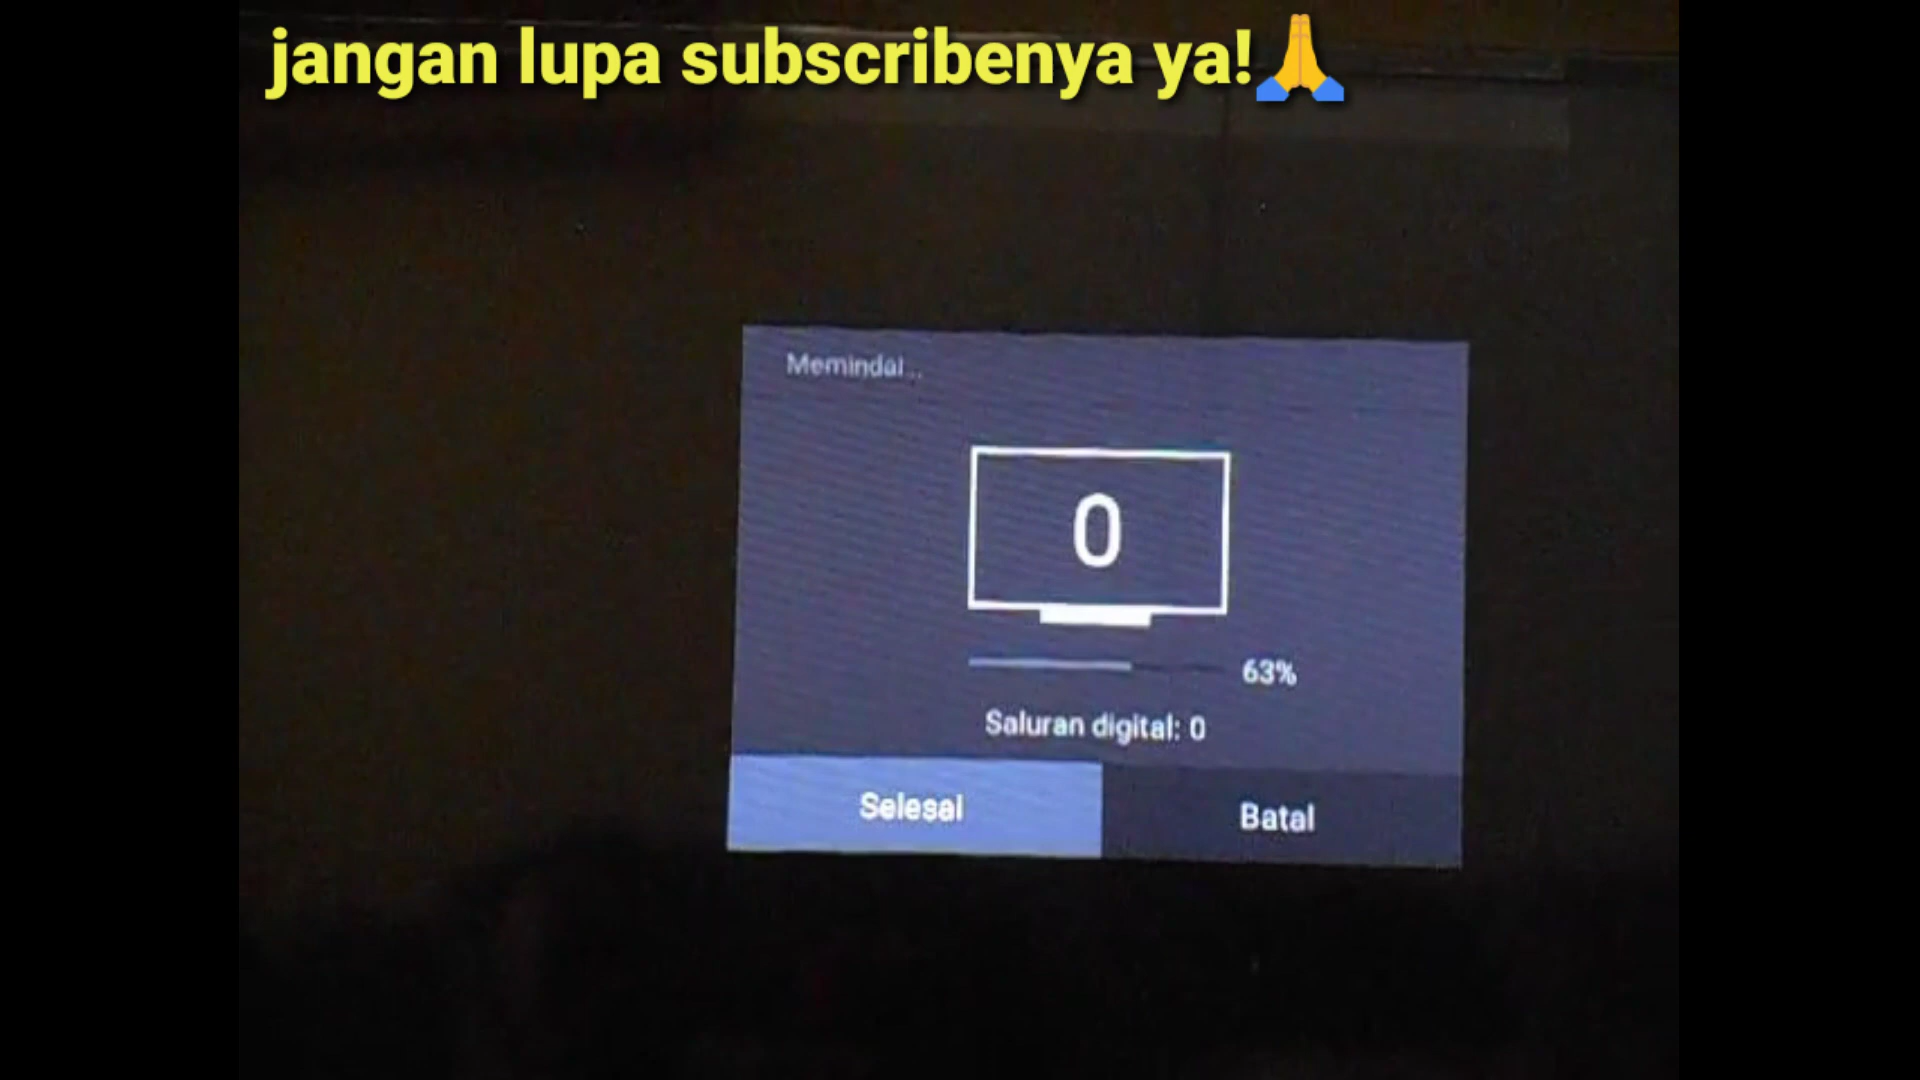 jangan lupa subscribenya ya!🙏
Memindai...
0
63%
Saluran digital: 0
Selesai
Batal